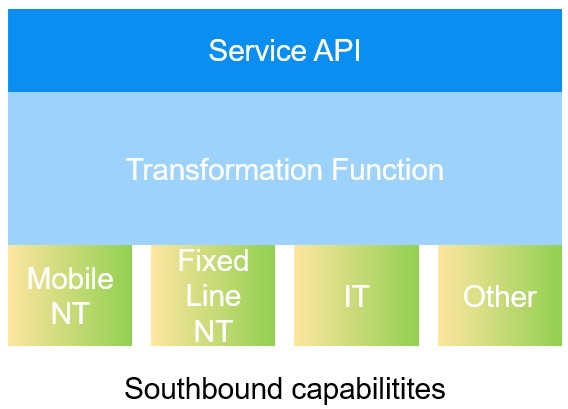 Service API
Transformation Function
Mobile
NT
Fixed
Line
NT
IT
Other
Southbound capabilitites